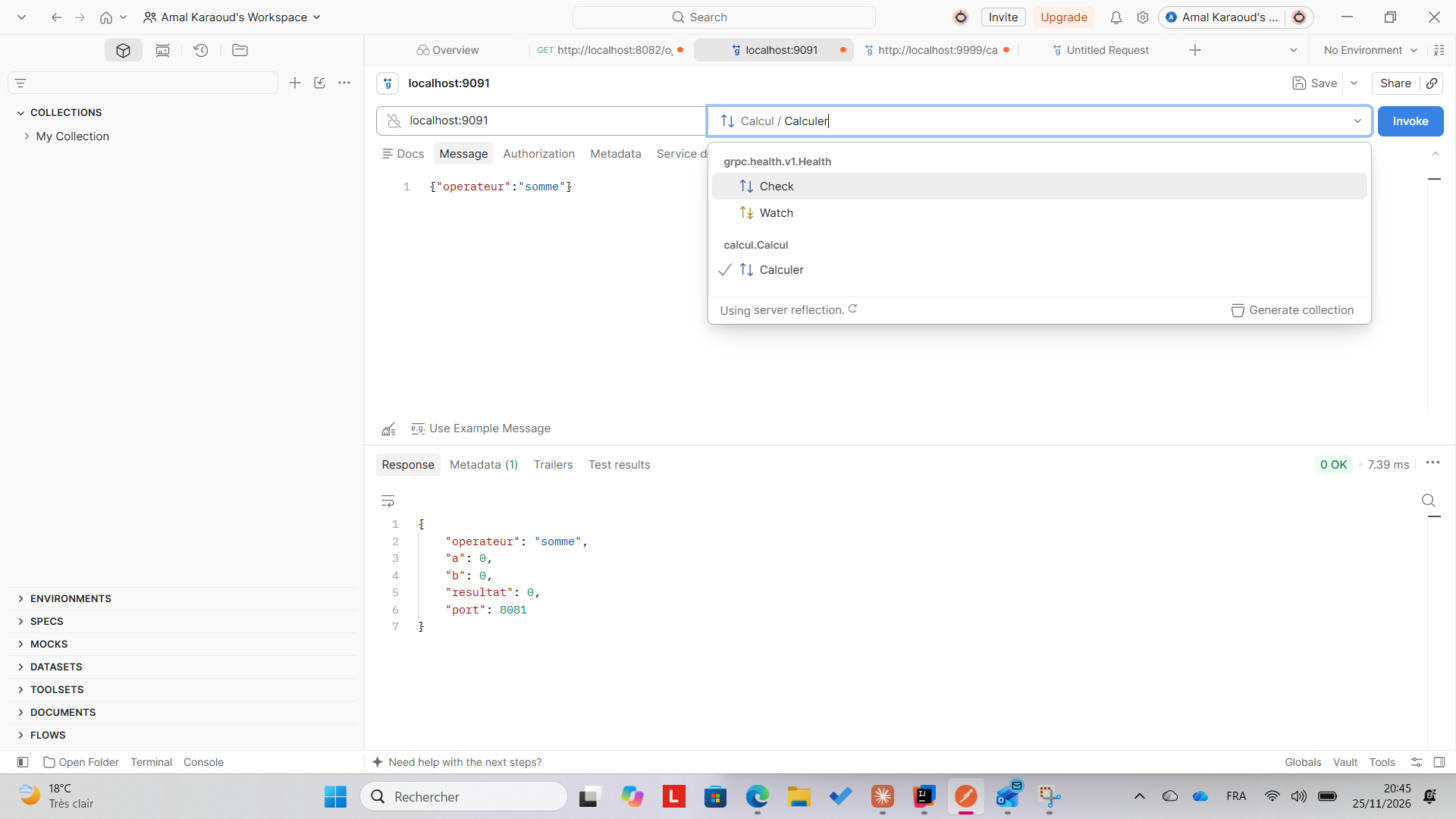 Amal Karaoud's Workspace
Search
Invite
Upgrade
Amal Karaoud's ...
Overview
GET http://localhost:8082/o
localhost:9091
http://localhost:9999/ca
Untitled Request
No Environment
localhost:9091
Save
Share
COLLECTIONS
My Collection
localhost:9091
Calcul / Calculer
Invoke
Docs
Message
Authorization
Metadata
Service d
1 {"operateur":"somme"}
grpc.health.v1.Health
Check
Watch
calcul.Calcul
Calculer
Using server reflection.
Generate collection
e.g. Use Example Message
Response
Metadata (1)
Trailers
Test results
0 OK
7.39 ms
1 {
2 "operateur": "somme",
3 "a": 0,
4 "b": 0,
5 "resultat": 0,
6 "port": 8081
7 }
ENVIRONMENTS
SPECS
MOCKS
DATASETS
TOOLSETS
DOCUMENTS
FLOWS
Open Folder
Terminal
Console
Need help with the next steps?
Globals
Vault
Tools
18°C
Très clair
Rechercher
L
FRA
20:45
25/11/2026